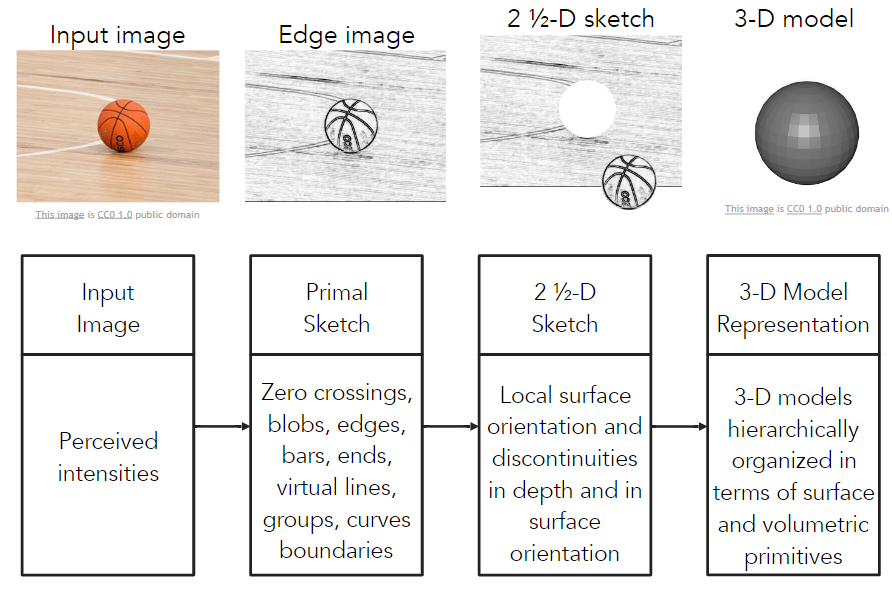 Input image
Edge image
2 ½-D sketch
3-D model
This image is CC0 1.0 public domain
This image is CC0 1.0 public domain
Input
Image
Primal
Sketch
2 ½-D
Sketch
3-D Model
Representation
Perceived
intensities
Zero crossings,
blobs, edges,
bars, ends,
virtual lines,
groups, curves
boundaries
Local surface
orientation and
discontinuities
in depth and in
surface
orientation
3-D models
hierarchically
organized in
terms of surface
and volumetric
primitives